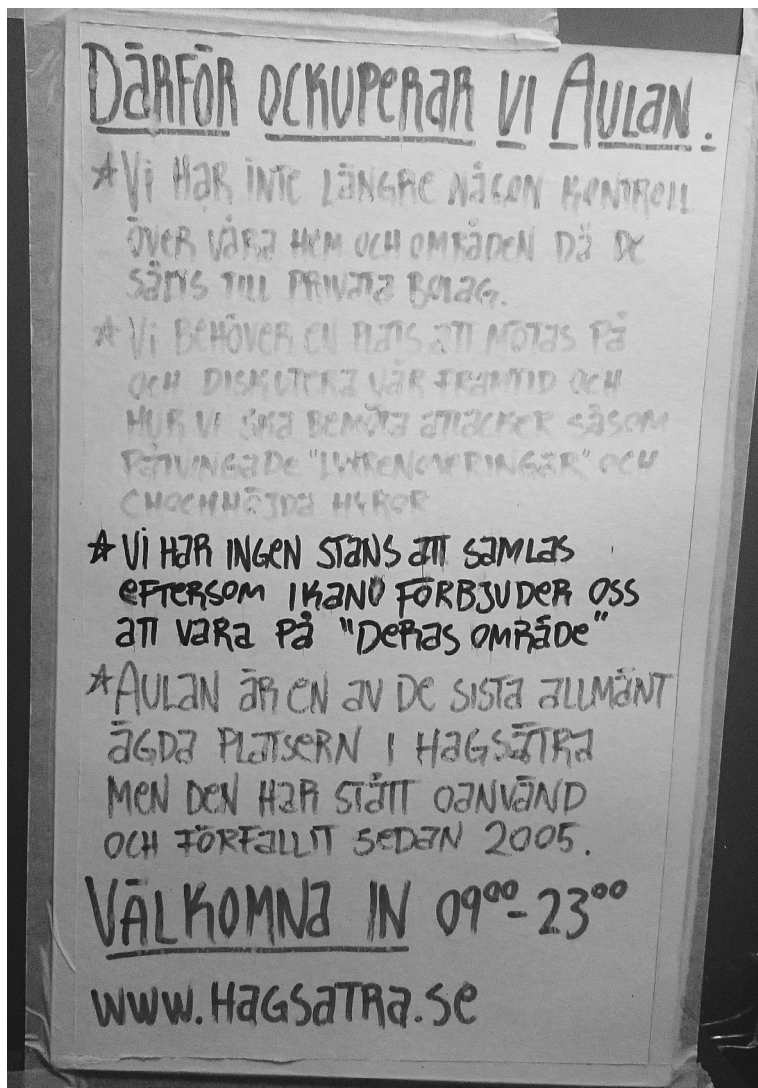 DÄRFÖR OCKUPERAR VI AULAN.
☆ VI HAR INTE LÄNGRE NÅGON KONTROLL
ÖVER VÅRA HEM OCH OMRÅDEN DÅ DE
SÄLJS TILL PRIVATA BOLAG.
☆ VI BEHÖVER EN PLATS ATT MÖTAS PÅ
OCH DISKUTERA VÅR FRAMTID OCH
HUR VI SKA BEMÖTA ATTACKER SÅSOM
PÅTVINGADE "LYXRENOVERINGAR" OCH
CHOCKHÖJDA HYROR
☆ VI HAR INGEN STANS ATT SAMLAS
EFTERSOM IKANO FÖRBJUDER OSS
ATT VARA PÅ "DERAS OMRÅDE"
☆ AULAN ÄR EN AV DE SISTA ALLMÄNT
ÄGDA PLATSERN I HAGSÄTRA
MEN DEN HAR STÅTT OANVÄND
OCH FÖRFALLIT SEDAN 2005.
VÄLKOMNA IN 09⁰⁰-23⁰⁰
WWW.HAGSATRA.SE